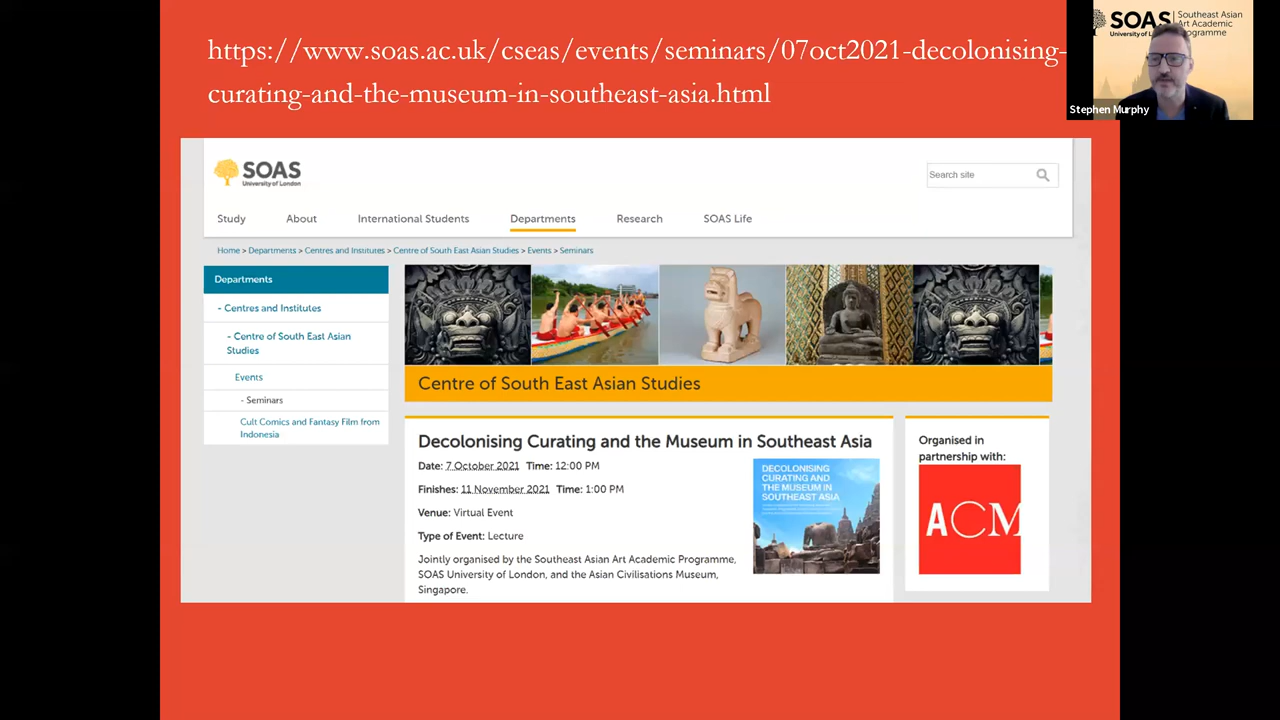 https://www.soas.ac.uk/cseas/events/seminars/07oct2021-decolonising-
curating-and-the-museum-in-southeast-asia.html
SOAS
University of London
Southeast Asian
Art Academic
Programme
Stephen Murphy
SOAS
University of London
Search site
Study About International Students Departments Research SOAS Life
Home > Departments > Centres and Institutes > Centre of South East Asian Studies > Events > Seminars
Departments
- Centres and Institutes
- Centre of South East Asian
Studies
Events
- Seminars
Cult Comics and Fantasy Film from
Indonesia
Centre of South East Asian Studies
Decolonising Curating and the Museum in Southeast Asia
Date: 7 October 2021 Time: 12:00 PM
Finishes: 11 November 2021 Time: 1:00 PM
Venue: Virtual Event
Type of Event: Lecture
Jointly organised by the Southeast Asian Art Academic Programme,
SOAS University of London, and the Asian Civilisations Museum,
Singapore.
DECOLONISING
CURATING AND
THE MUSEUM IN
SOUTHEAST ASIA
Organised in
partnership with:
ACM